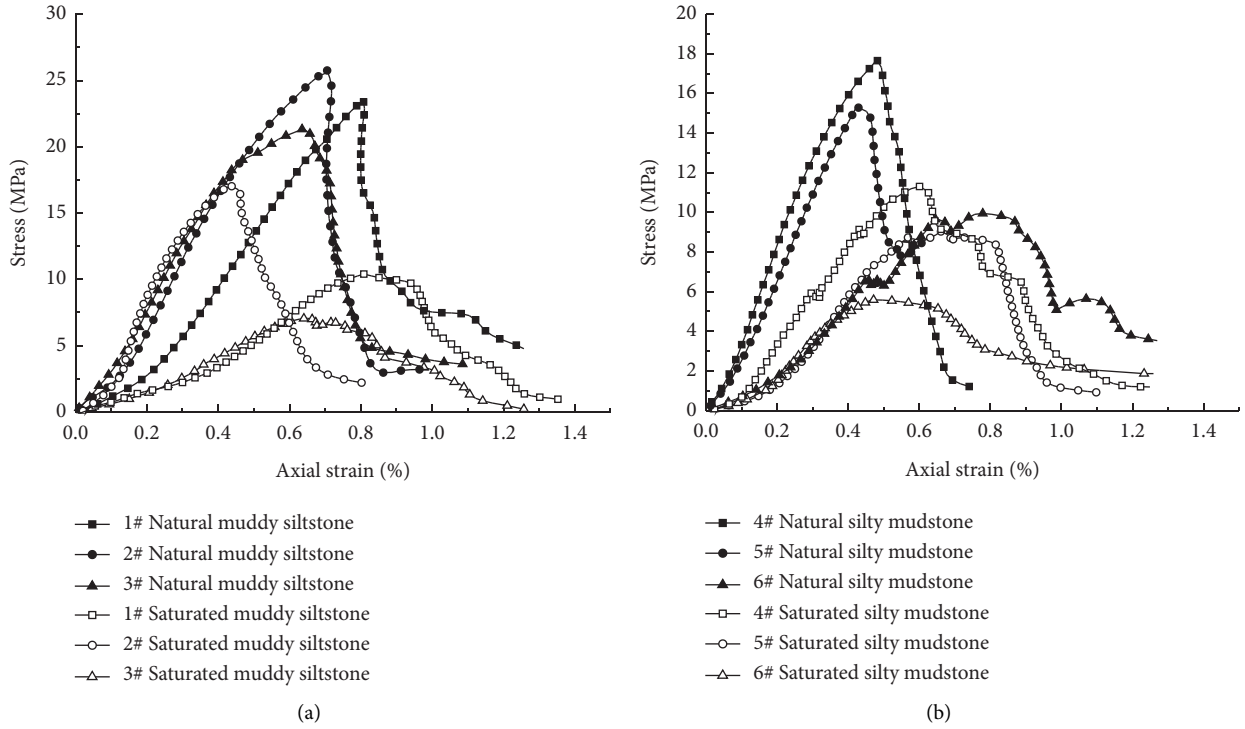 30
25
20
15
10
5
0
Stress (MPa)
0.0 0.2 0.4 0.6 0.8 1.0 1.2 1.4
Axial strain (%)
1# Natural muddy siltstone
2# Natural muddy siltstone
3# Natural muddy siltstone
1# Saturated muddy siltstone
2# Saturated muddy siltstone
3# Saturated muddy siltstone
(a)
20
18
16
14
12
10
8
6
4
2
0
Stress (MPa)
0.0 0.2 0.4 0.6 0.8 1.0 1.2 1.4
Axial strain (%)
4# Natural silty mudstone
5# Natural silty mudstone
6# Natural silty mudstone
4# Saturated silty mudstone
5# Saturated silty mudstone
6# Saturated silty mudstone
(b)